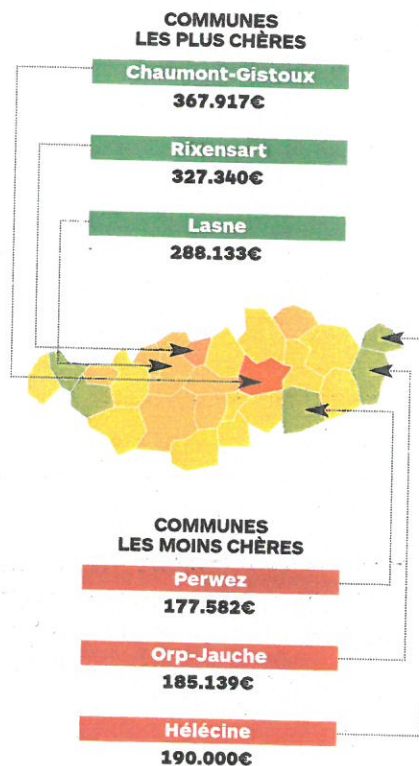 COMMUNES
LES PLUS CHÈRES
Chaumont-Gistoux
367.917€
Rixensart
327.340€
Lasne
288.133€
COMMUNES
LES MOINS CHÈRES
Perwez
177.582€
Orp-Jauche
185.139€
Hélécine
190.000€